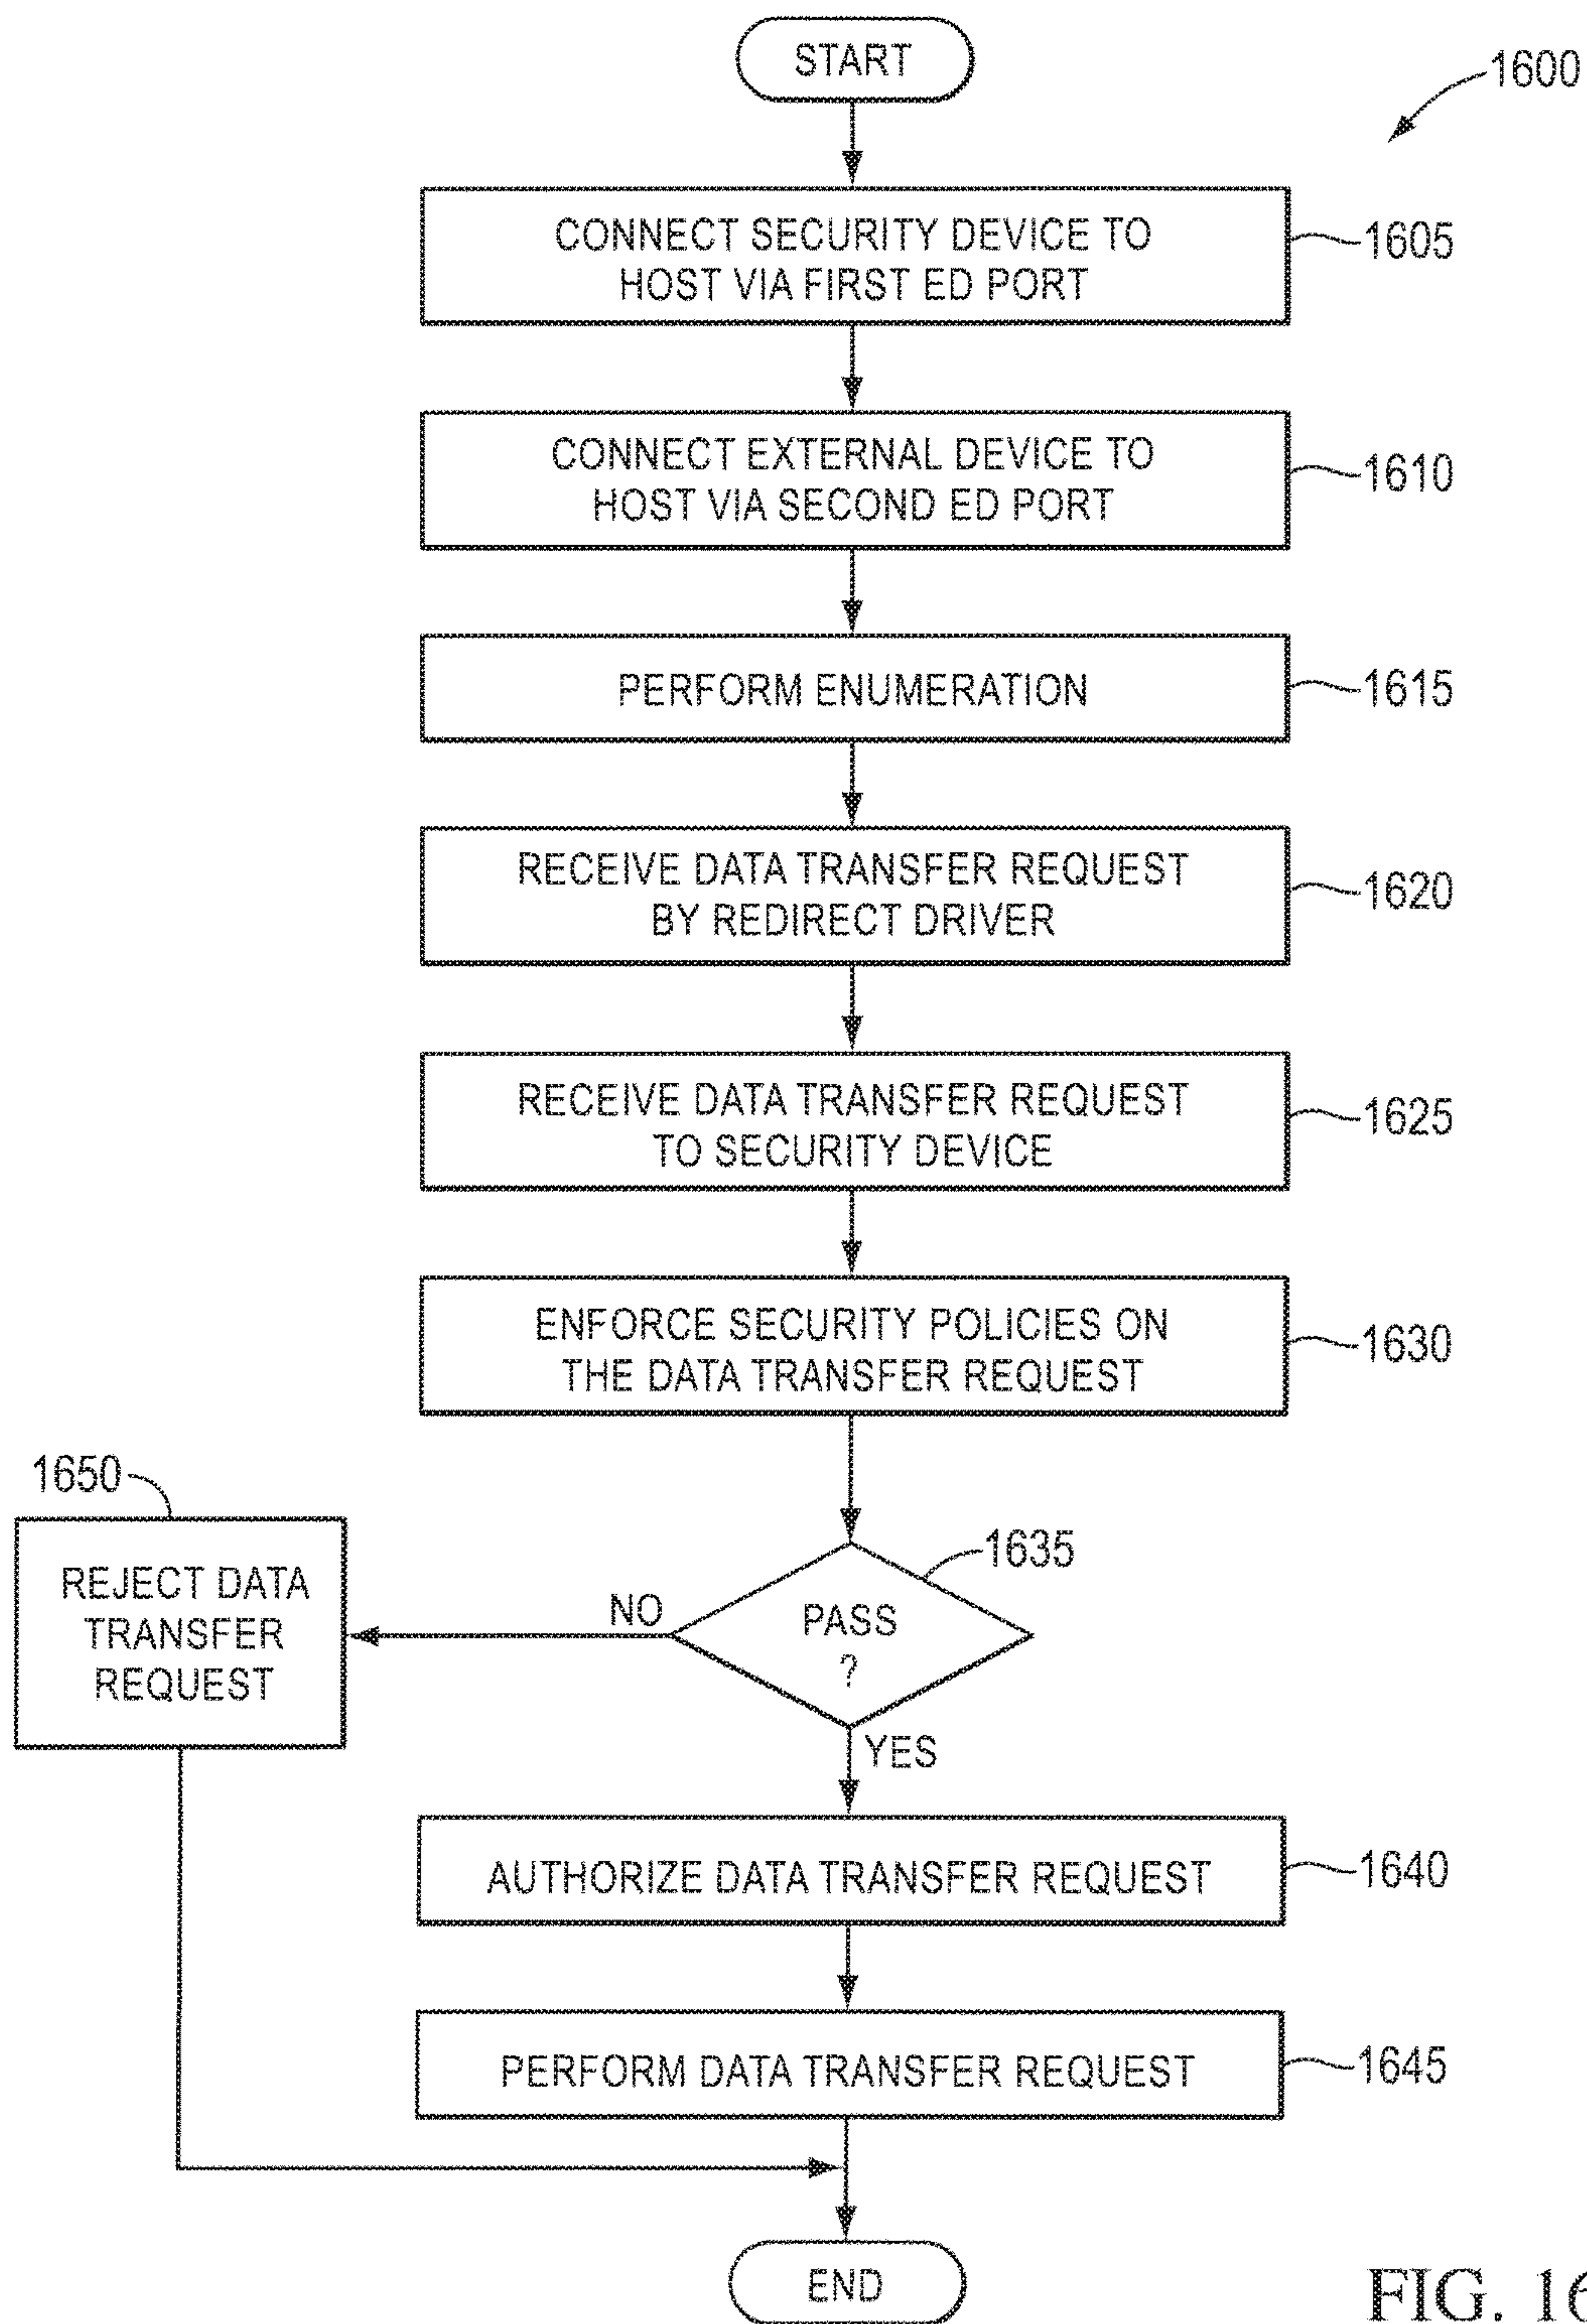 START
1600
CONNECT SECURITY DEVICE TO
HOST VIA FIRST ED PORT
1605
CONNECT EXTERNAL DEVICE TO
HOST VIA SECOND ED PORT
1610
PERFORM ENUMERATION
1615
RECEIVE DATA TRANSFER REQUEST
BY REDIRECT DRIVER
1620
RECEIVE DATA TRANSFER REQUEST
TO SECURITY DEVICE
1625
ENFORCE SECURITY POLICIES ON
THE DATA TRANSFER REQUEST
1630
1650
REJECT DATA
TRANSFER
REQUEST
NO
PASS
?
1635
YES
AUTHORIZE DATA TRANSFER REQUEST
1640
PERFORM DATA TRANSFER REQUEST
1645
END
FIG. 16